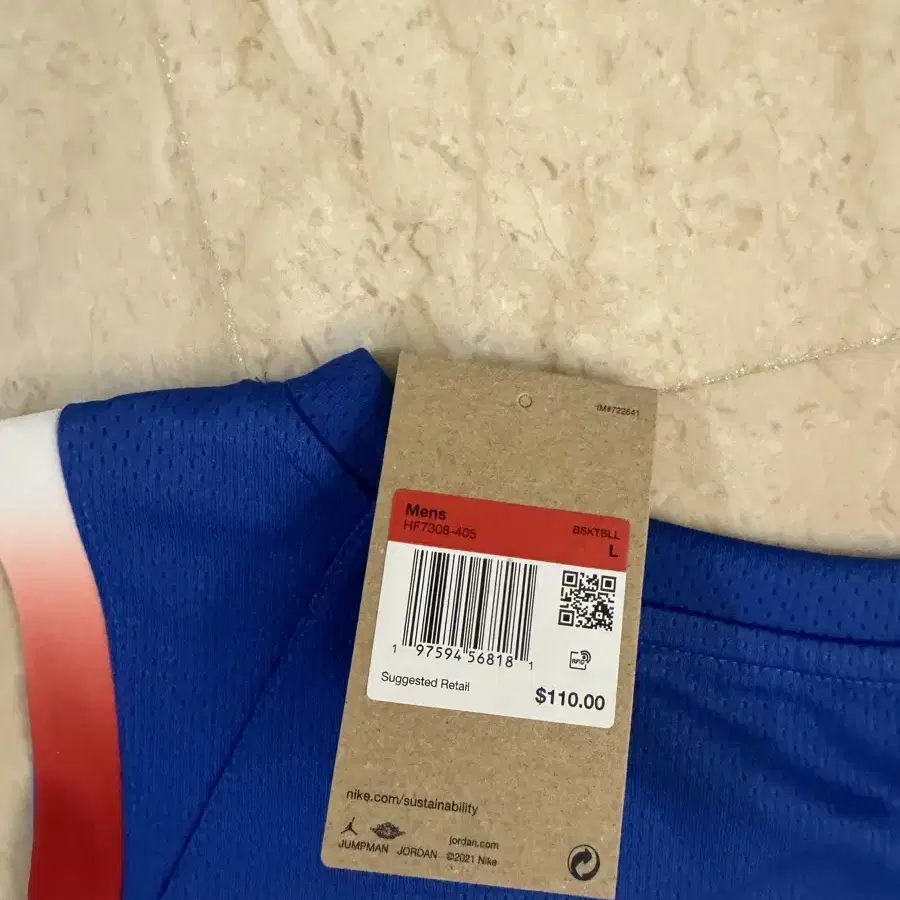 IM#722641
Mens
HF7308-405
BSKTBLL
L
1 97594 56818 1
RFID
Suggested Retail
$110.00
nike.com/sustainability
JUMPMAN JORDAN ©2021 Nike
jordan.com